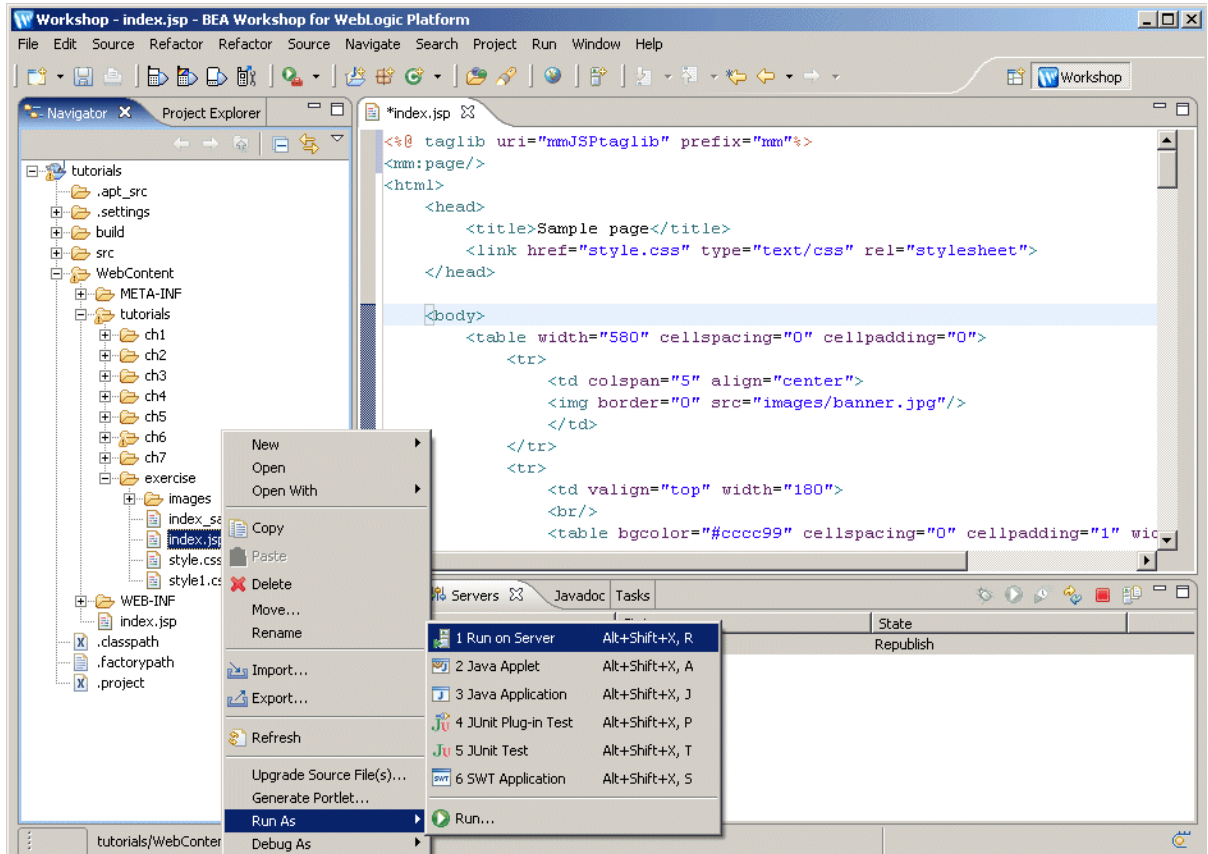 Workshop - index.jsp - BEA Workshop for WebLogic Platform
File Edit Source Refactor Refactor Source Navigate Search Project Run Window Help
Workshop
Navigator Project Explorer
tutorials
.apt_src
.settings
build
src
WebContent
META-INF
tutorials
ch1
ch2
ch3
ch4
ch5
ch6
ch7
exercise
images
index_sa
index.jsp
style.css
style1.cs
WEB-INF
index.jsp
.classpath
.factorypath
.project
*index.jsp
<%@ taglib uri="mmJSPtaglib" prefix="mm"%>
<mm:page/>
<html>
<head>
<title>Sample page</title>
<link href="style.css" type="text/css" rel="stylesheet">
</head>
<body>
<table width="580" cellspacing="0" cellpadding="0">
<tr>
<td colspan="5" align="center">
<img border="0" src="images/banner.jpg"/>
</td>
</tr>
<tr>
<td valign="top" width="180">
<br/>
<table bgcolor="#cccc99" cellspacing="0" cellpadding="1" wid
New
Open
Open With
Copy
Paste
Delete
Move...
Rename
Import...
Export...
Refresh
Upgrade Source File(s)...
Generate Portlet...
Run As
Debug As
Servers Javadoc Tasks
State
Republish
1 Run on Server Alt+Shift+X, R
2 Java Applet Alt+Shift+X, A
3 Java Application Alt+Shift+X, J
4 JUnit Plug-in Test Alt+Shift+X, P
5 JUnit Test Alt+Shift+X, T
6 SWT Application Alt+Shift+X, S
Run...
tutorials/WebConter